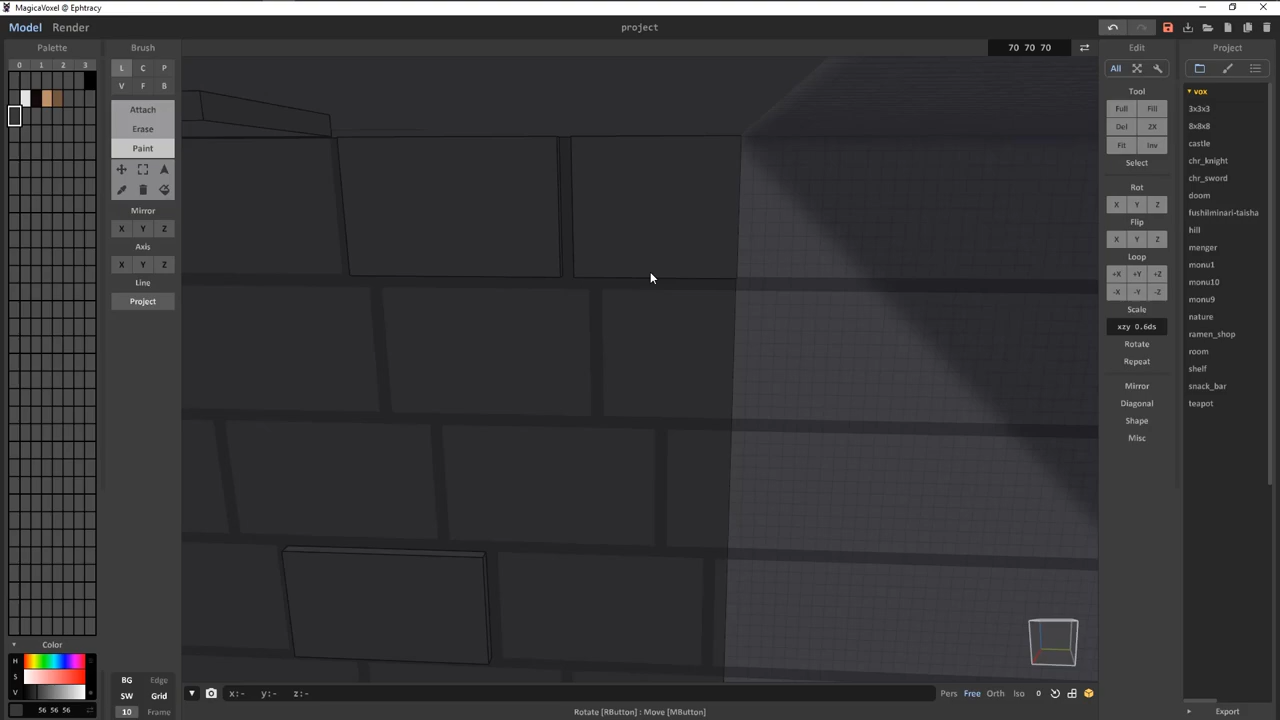 MagicaVoxel @ Ephtracy
Model Render
project
Palette
Brush
70 70 70
Edit
Project
0 1 2 3
L C P
V F B
Attach
Erase
Paint
Mirror
X Y Z
Axis
X Y Z
Line
Project
All
Tool
Full Fill
Del 2X
Fit Inv
Select
Rot
X Y Z
Flip
X Y Z
Loop
+X +Y +Z
-X -Y -Z
Scale
xzy 0.6ds
Rotate
Repeat
Mirror
Diagonal
Shape
Misc
vox
3x3x3
8x8x8
castle
chr_knight
chr_sword
doom
fushiIminari-taisha
hill
menger
monu1
monu10
monu9
nature
ramen_shop
room
shelf
snack_bar
teapot
Color
H
S
V
56 56 56
BG Edge
SW Grid
10 Frame
x:- y:- z:-
Pers Free Orth Iso 0
Rotate [RButton] : Move [MButton]
Export